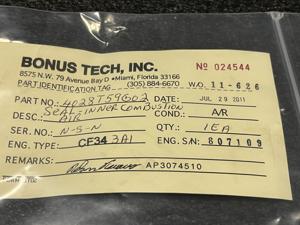 BONUS TECH, INC.
Nº 024544
8575 N.W. 79 Avenue Bay D • Miami, Florida 33166
PART IDENTIFICATION TAG (305) 884-6670 W.O. 11-626
PART NO.: 4028T59G02 DATE: JUL 29 2011
DESC.: SEAL INNER COMBUSTION AIR COND.: A/R
SER. NO.: N-S-N QTY.: 1EA
ENG. TYPE: CF34 3A1 ENG. S/N: 807109
REMARKS: AP3074510